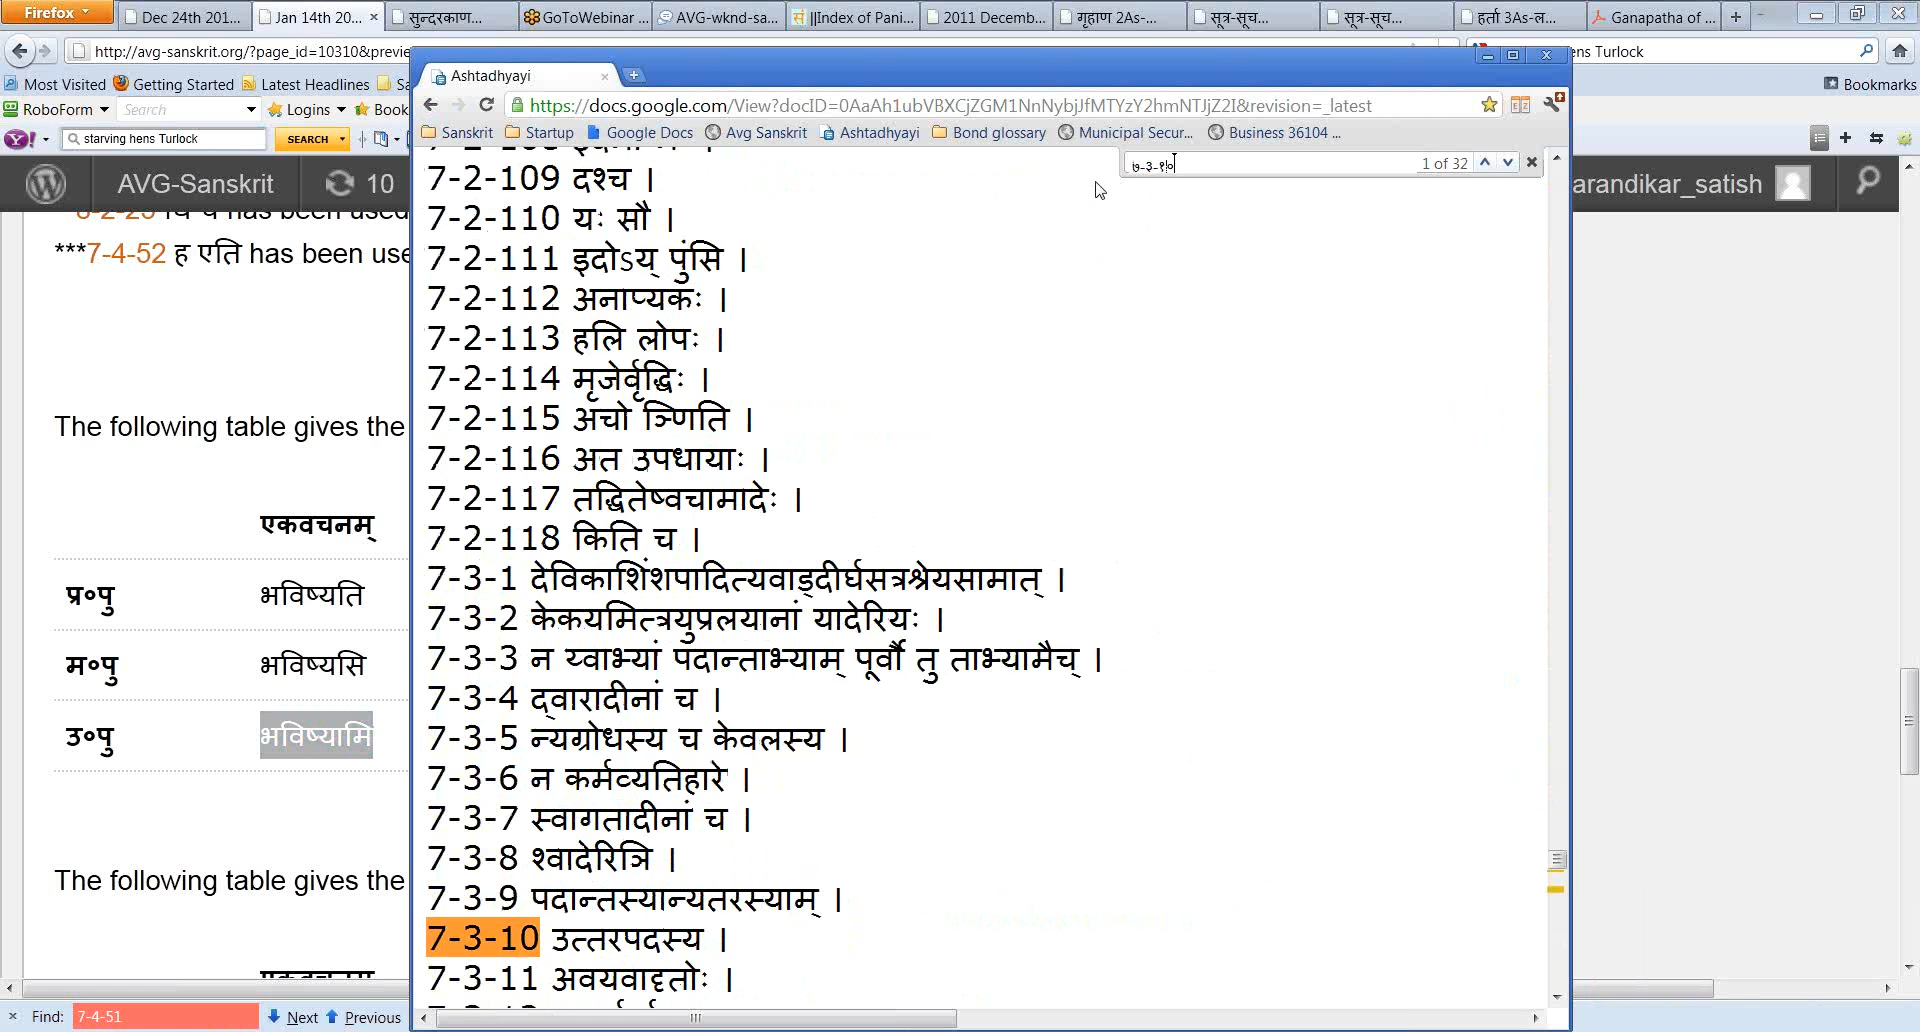 Firefox
Dec 24th 201...
Jan 14th 20...
सुन्दरकाण...
GoToWebinar ...
AVG-wknd-sa...
||Index of Pani...
2011 Decemb...
गृहाण 2As-...
सूत्र-सूच...
सूत्र-सूच...
हर्ता 3As-ल...
Ganapatha of ...
http://avg-sanskrit.org/?page_id=10310&previe
ens Turlock
Most Visited
Getting Started
Latest Headlines
Bookmarks
RoboForm
Search
Logins
starving hens Turlock
SEARCH
AVG-Sanskrit
10
arandikar_satish
has been used
***7-4-52 ह एति has been use
The following table gives the
एकवचनम्
प्र॰पु भविष्यति
म॰पु भविष्यसि
उ॰पु भविष्यामि
The following table gives the
Find: 7-4-51 Next Previous
Ashtadhyayi
https://docs.google.com/View?docID=0AaAh1ubVBXCjZGM1NnNybjJfMTYzY2hmNTJjZ2I&revision=_latest
Sanskrit Startup Google Docs Avg Sanskrit Ashtadhyayi Bond glossary Municipal Secur... Business 36104 ...
७-३-१० 1 of 32
7-2-109 दश्च |
7-2-110 यः सौ |
7-2-111 इदोऽय् पुंसि |
7-2-112 अनाप्यकः |
7-2-113 हलि लोपः |
7-2-114 मृजेर्वृद्धिः |
7-2-115 अचो ञ्णिति |
7-2-116 अत उपधायाः |
7-2-117 तद्धितेष्वचामादेः |
7-2-118 किति च |
7-3-1 देविकाशिंशपादित्यवाड्दीर्घसत्रश्रेयसामात् |
7-3-2 केकयमित्त्रयुप्रलयानां यादेरियः |
7-3-3 न य्वाभ्यां पदान्ताभ्याम् पूर्वौ तु ताभ्यामैच् |
7-3-4 द्वारादीनां च |
7-3-5 न्यग्रोधस्य च केवलस्य |
7-3-6 न कर्मव्यतिहारे |
7-3-7 स्वागतादीनां च |
7-3-8 श्वादेरिञि |
7-3-9 पदान्तस्यान्यतरस्याम् |
7-3-10 उत्तरपदस्य |
7-3-11 अवयवादृतोः |